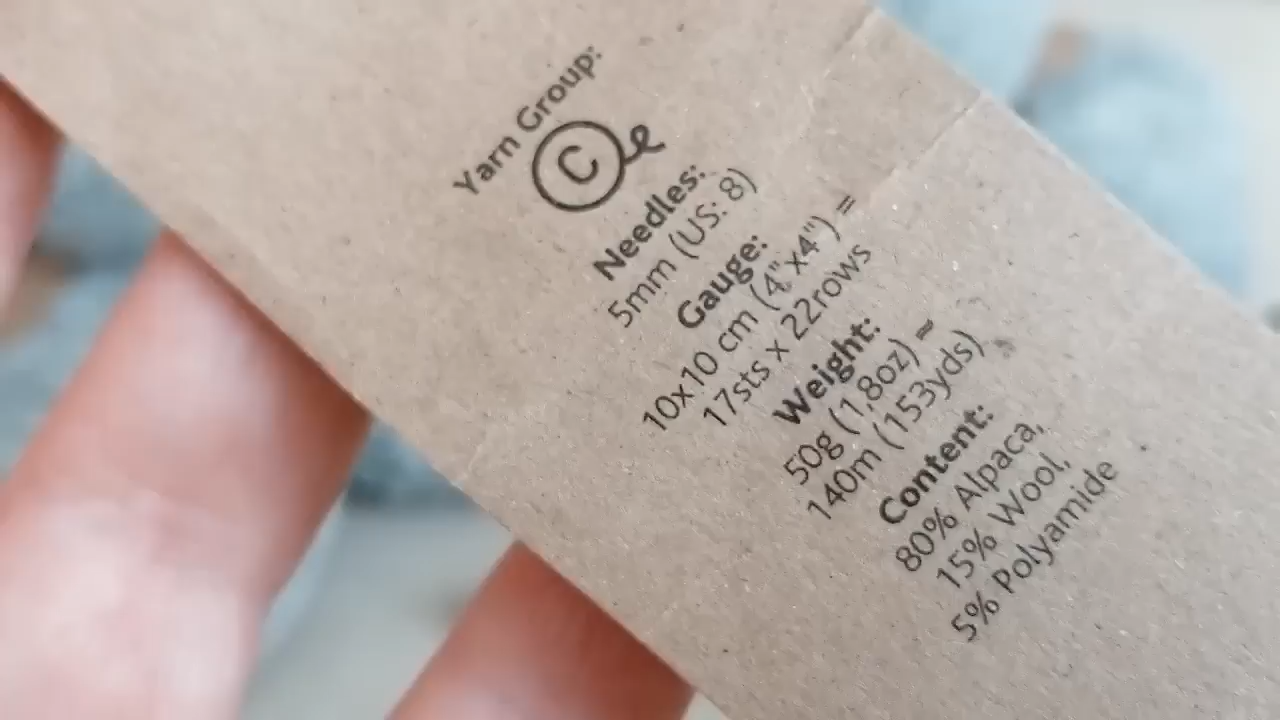 Yarn Group:
C
Needles:
5mm (US: 8)
Gauge:
10x10 cm (4"x4") =
17sts x 22rows
Weight:
50g (1,8oz) ≈
140m (153yds)
Content:
80% Alpaca,
15% Wool,
5% Polyamide